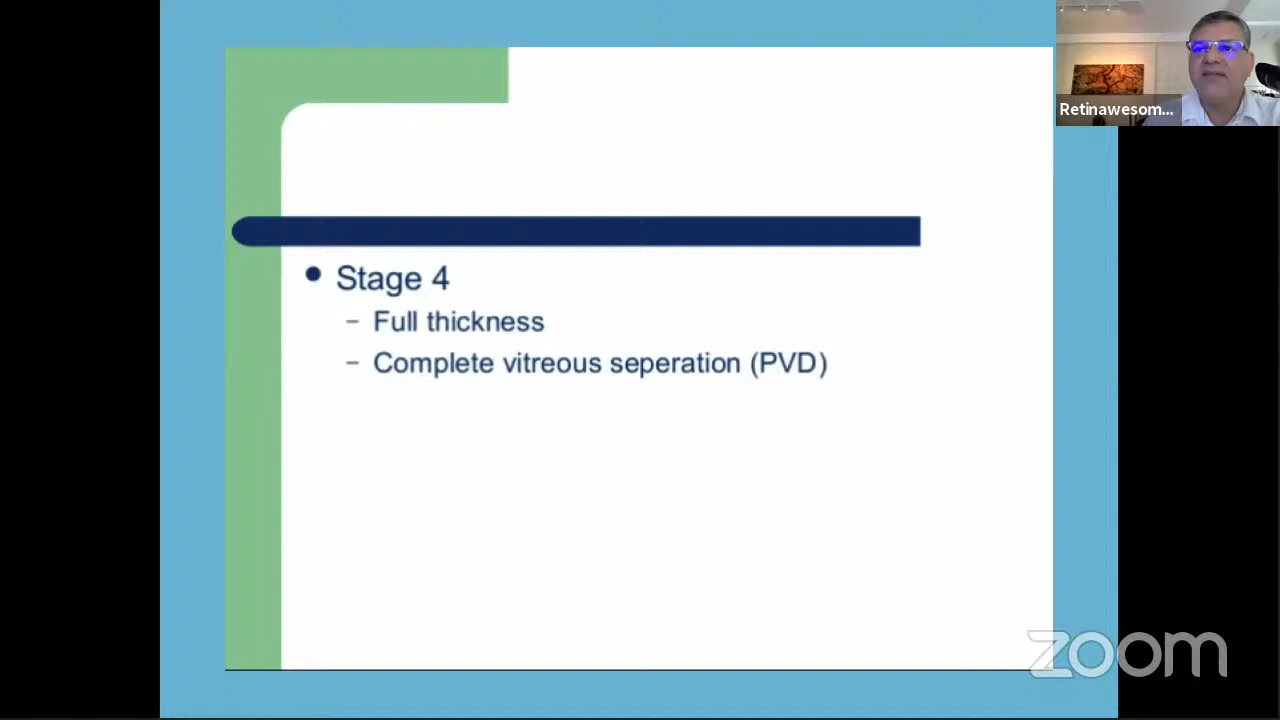 Retinawesom...
Stage 4
– Full thickness
– Complete vitreous seperation (PVD)
zoom